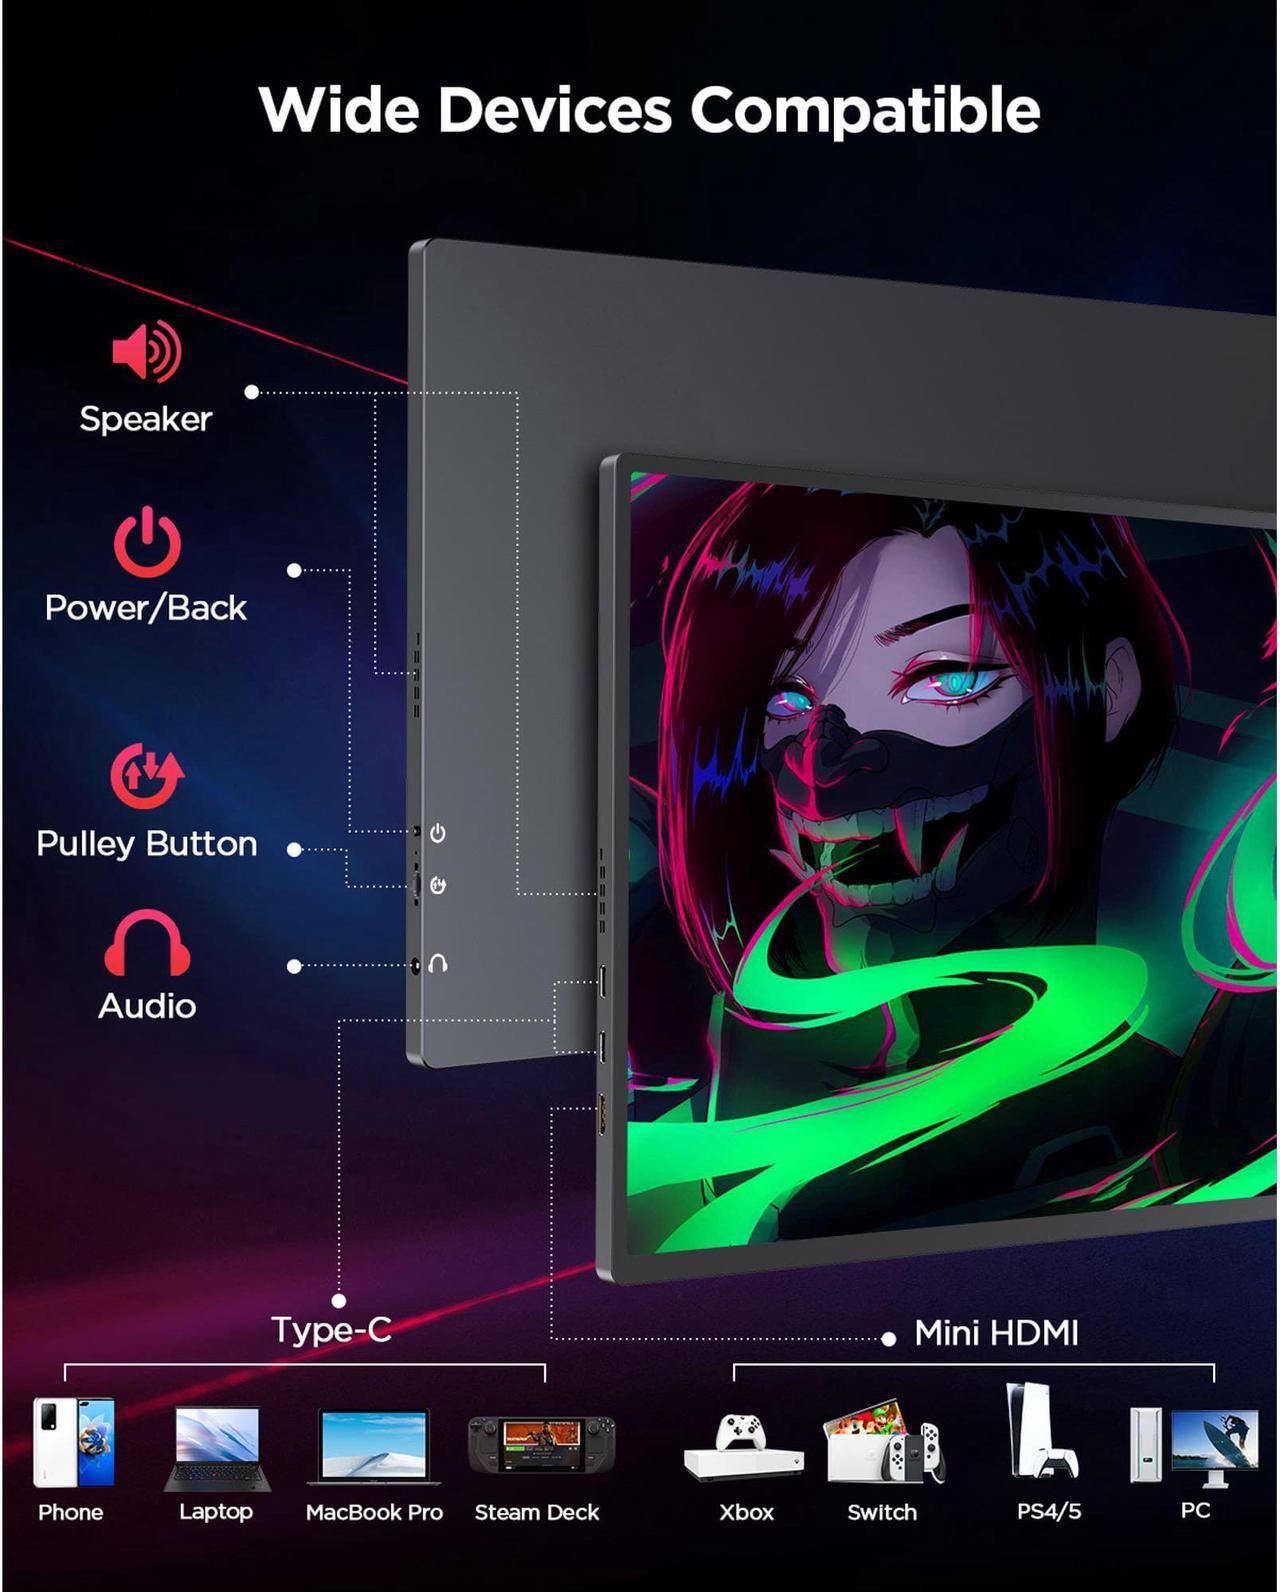 Wide Devices Compatible
Speaker
Power/Back
Pulley Button
Audio
Type-C
Mini HDMI
Phone
Laptop
MacBook Pro
Steam Deck
Xbox
Switch
PS4/5
PC